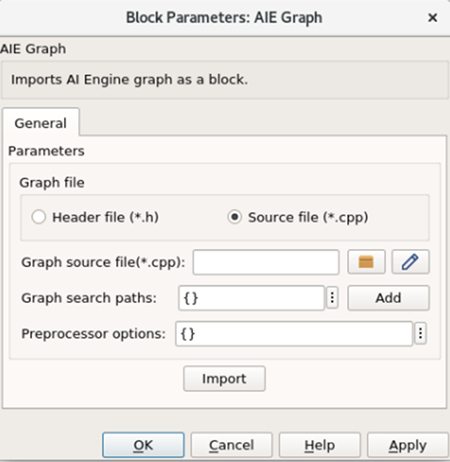 Block Parameters: AIE Graph ×
AIE Graph
Imports AI Engine graph as a block.
General
Parameters
Graph file
Header file (*.h) Source file (*.cpp)
Graph source file(*.cpp):
Graph search paths: {} Add
Preprocessor options: {}
Import
OK Cancel Help Apply